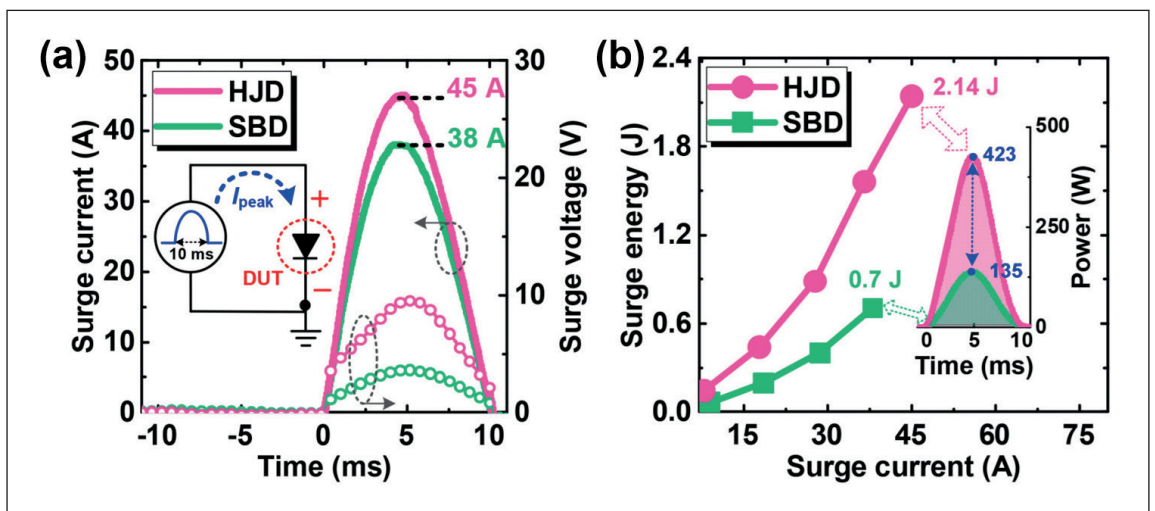 (a)
50
40
30
20
10
0
Surge current (A)
HJD
SBD
45 A
38 A
Ipeak
10 ms
DUT
+
−
30
20
10
0
Surge voltage (V)
-10
-5
0
5
10
Time (ms)
(b)
2.4
1.8
1.2
0.6
0.0
Surge energy (J)
HJD
SBD
2.14 J
0.7 J
500
250
0
Power (W)
423
135
0
5
10
Time (ms)
15
30
45
60
75
Surge current (A)